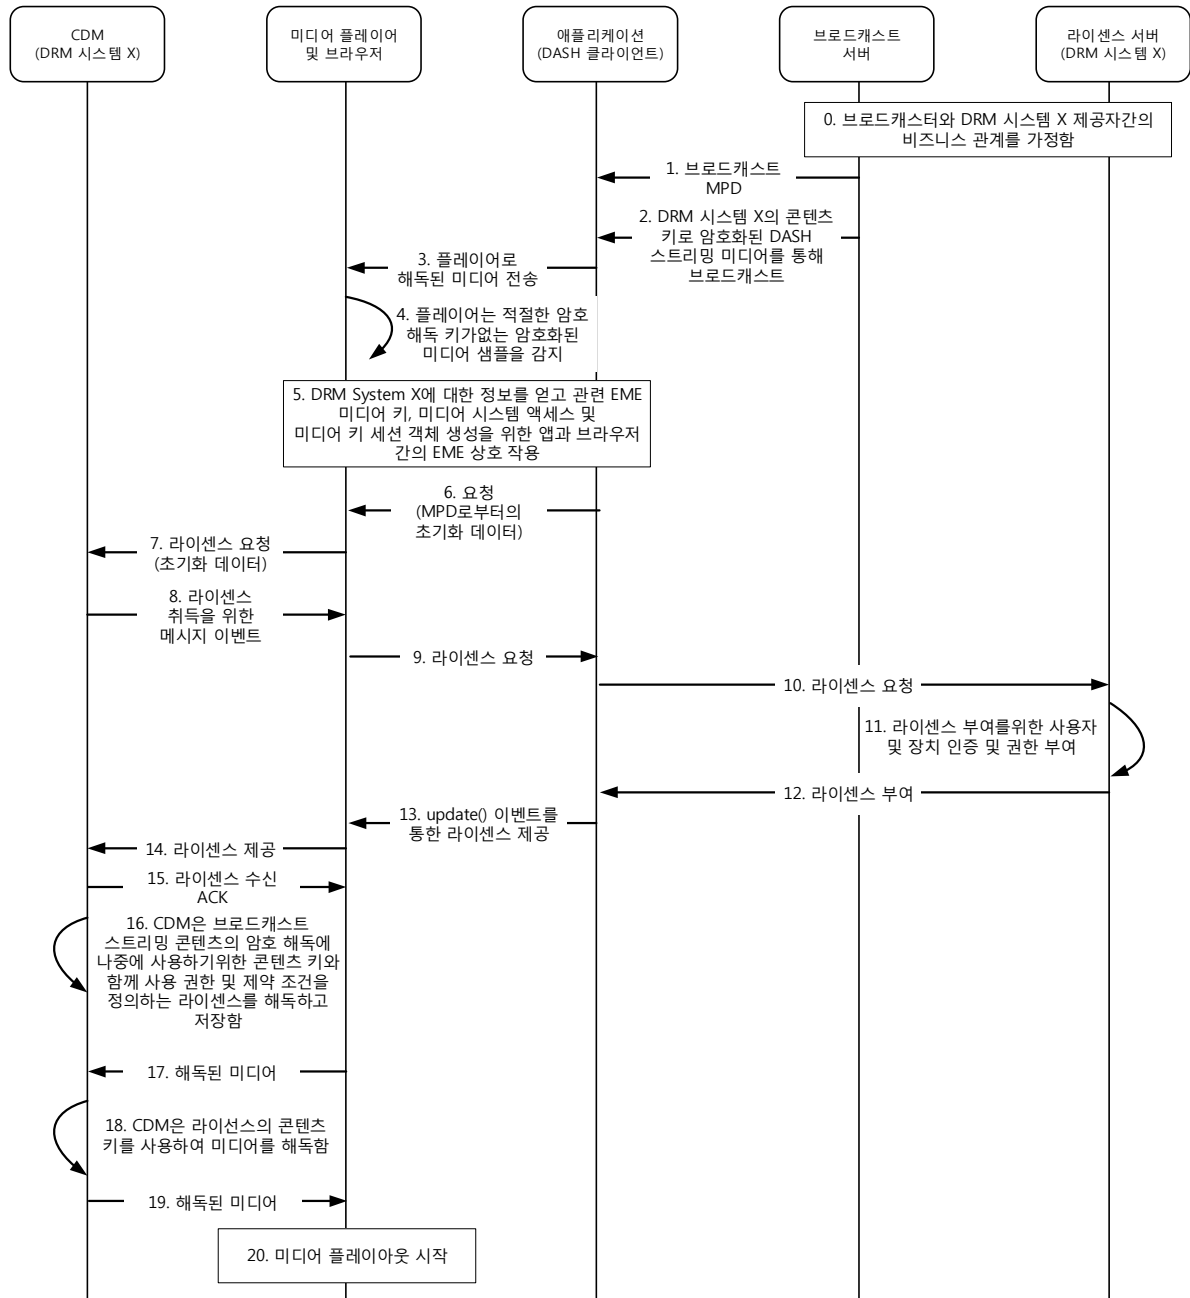 CDM
(DRM 시스템 X)
미디어 플레이어
및 브라우저
애플리케이션
(DASH 클라이언트)
브로드캐스트
서버
라이센스 서버
(DRM 시스템 X)
0. 브로드캐스터와 DRM 시스템 X 제공자간의
비즈니스 관계를 가정함
1. 브로드캐스트
MPD
2. DRM 시스템 X의 콘텐츠
키로 암호화된 DASH
스트리밍 미디어를 통해
브로드캐스트
3. 플레이어로
해독된 미디어 전송
4. 플레이어는 적절한 암호
해독 키가없는 암호화된
미디어 샘플을 감지
5. DRM System X에 대한 정보를 얻고 관련 EME
미디어 키, 미디어 시스템 액세스 및
미디어 키 세션 객체 생성을 위한 앱과 브라우저
간의 EME 상호 작용
6. 요청
(MPD로부터의
초기화 데이터)
7. 라이센스 요청
(초기화 데이터)
8. 라이센스
취득을 위한
메시지 이벤트
9. 라이센스 요청
10. 라이센스 요청
11. 라이센스 부여를위한 사용자
및 장치 인증 및 권한 부여
12. 라이센스 부여
13. update() 이벤트를
통한 라이센스 제공
14. 라이센스 제공
15. 라이센스 수신
ACK
16. CDM은 브로드캐스트
스트리밍 콘텐츠의 암호 해독에
나중에 사용하기위한 콘텐츠 키와
함께 사용 권한 및 제약 조건을
정의하는 라이센스를 해독하고
저장함
17. 해독된 미디어
18. CDM은 라이선스의 콘텐츠
키를 사용하여 미디어를 해독함
19. 해독된 미디어
20. 미디어 플레이아웃 시작